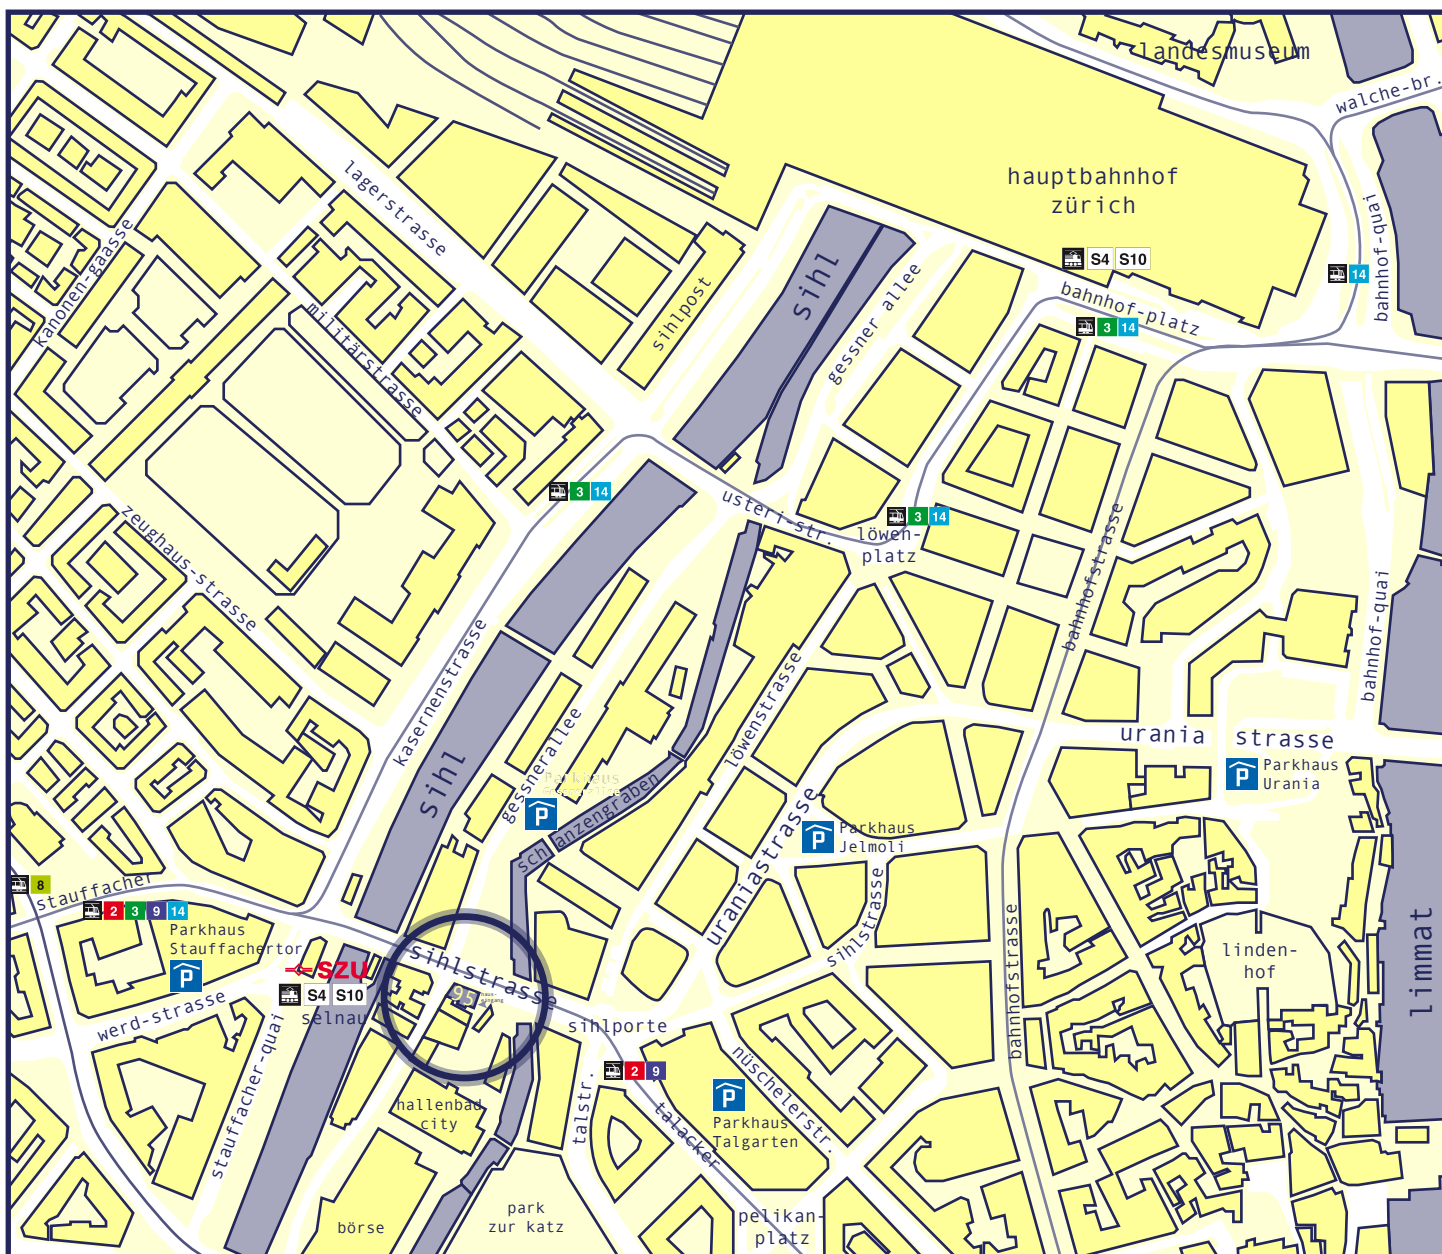 landesmuseum
walche-br.
hauptbahnhof
zürich
S4 S10
14
bahnhof-quai
lagerstrasse
kanonen-gaasse
sihl
gessner allee
sihlpost
bahnhof-platz
3 14
militärstrasse
3 14
usteri-str.
3 14
löwen-
platz
zeughaus-strasse
bahnhofstrasse
bahnhof-quai
kasernenstrasse
löwenstrasse
urania strasse
sihl
gessnerallee
Parkhaus
schanzengraben
P
P Parkhaus
Urania
uraniastrasse
P Parkhaus
Jelmoli
8
stauffacher
2 3 9 14
Parkhaus
Stauffachertor
P
sihlstrasse
sihlstrasse
bahnhofstrasse
linden-
hof
limmat
SZU
S4 S10
selnau
95
werd-strasse
stauffacher-quai
sihlporte
2 9
nüschelerstr.
talstr.
talacker
P
Parkhaus
Talgarten
hallenbad
city
börse
park
zur katz
pelikan-
platz